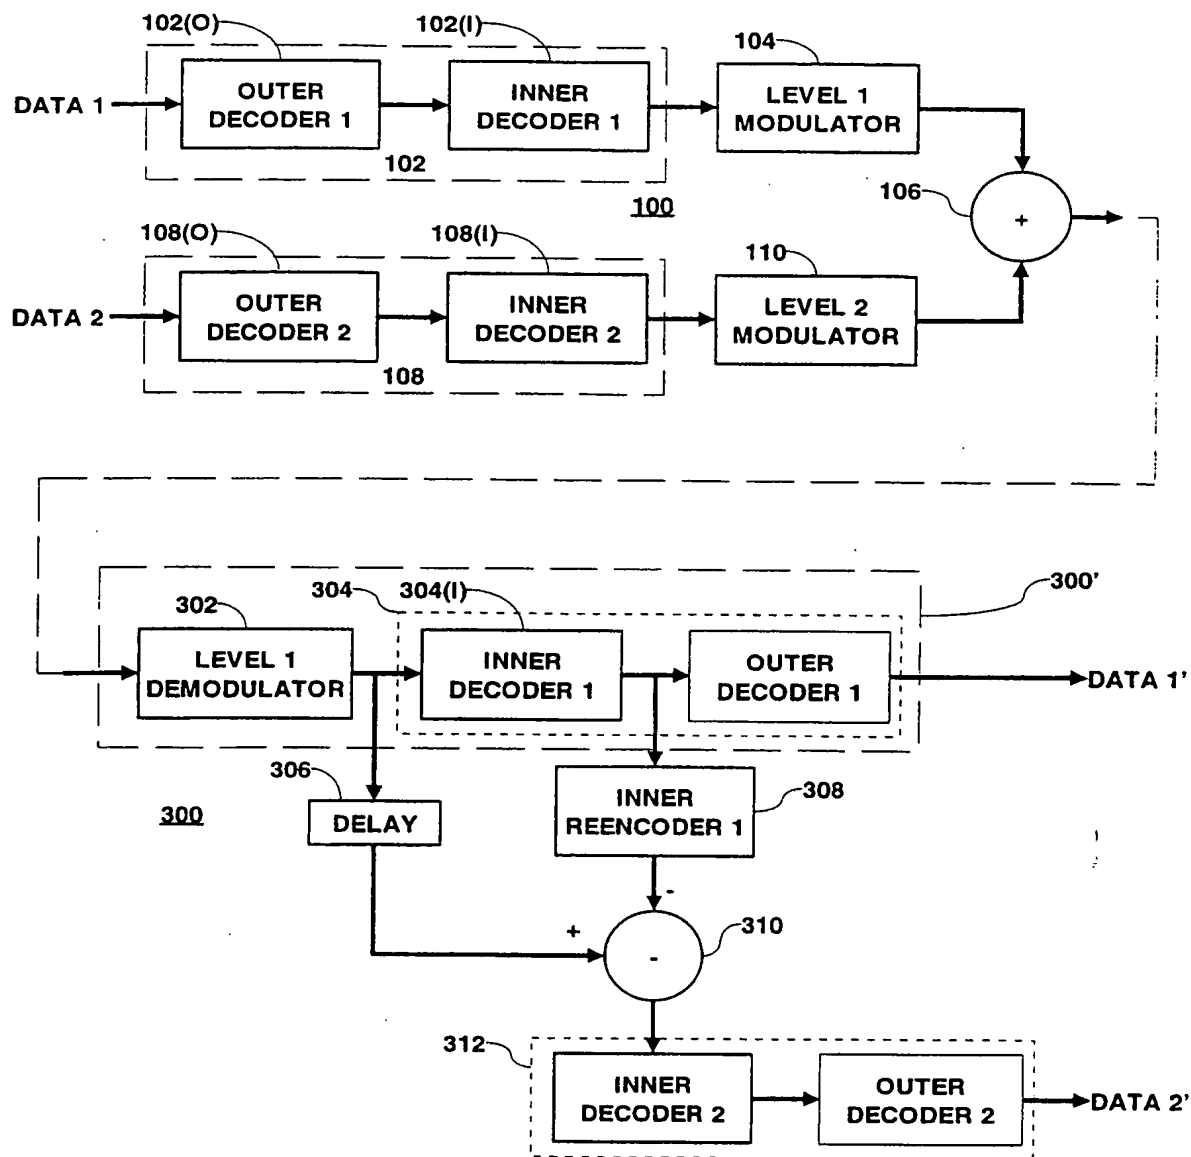 102(O)
102(I)
104
DATA 1
OUTER
DECODER 1
INNER
DECODER 1
LEVEL 1
MODULATOR
102
100
106
+
108(O)
108(I)
110
DATA 2
OUTER
DECODER 2
INNER
DECODER 2
LEVEL 2
MODULATOR
108
300'
302
304
304(I)
LEVEL 1
DEMODULATOR
INNER
DECODER 1
OUTER
DECODER 1
DATA 1'
306
300
DELAY
INNER
REENCODER 1
308
-
+
310
-
312
INNER
DECODER 2
OUTER
DECODER 2
DATA 2'